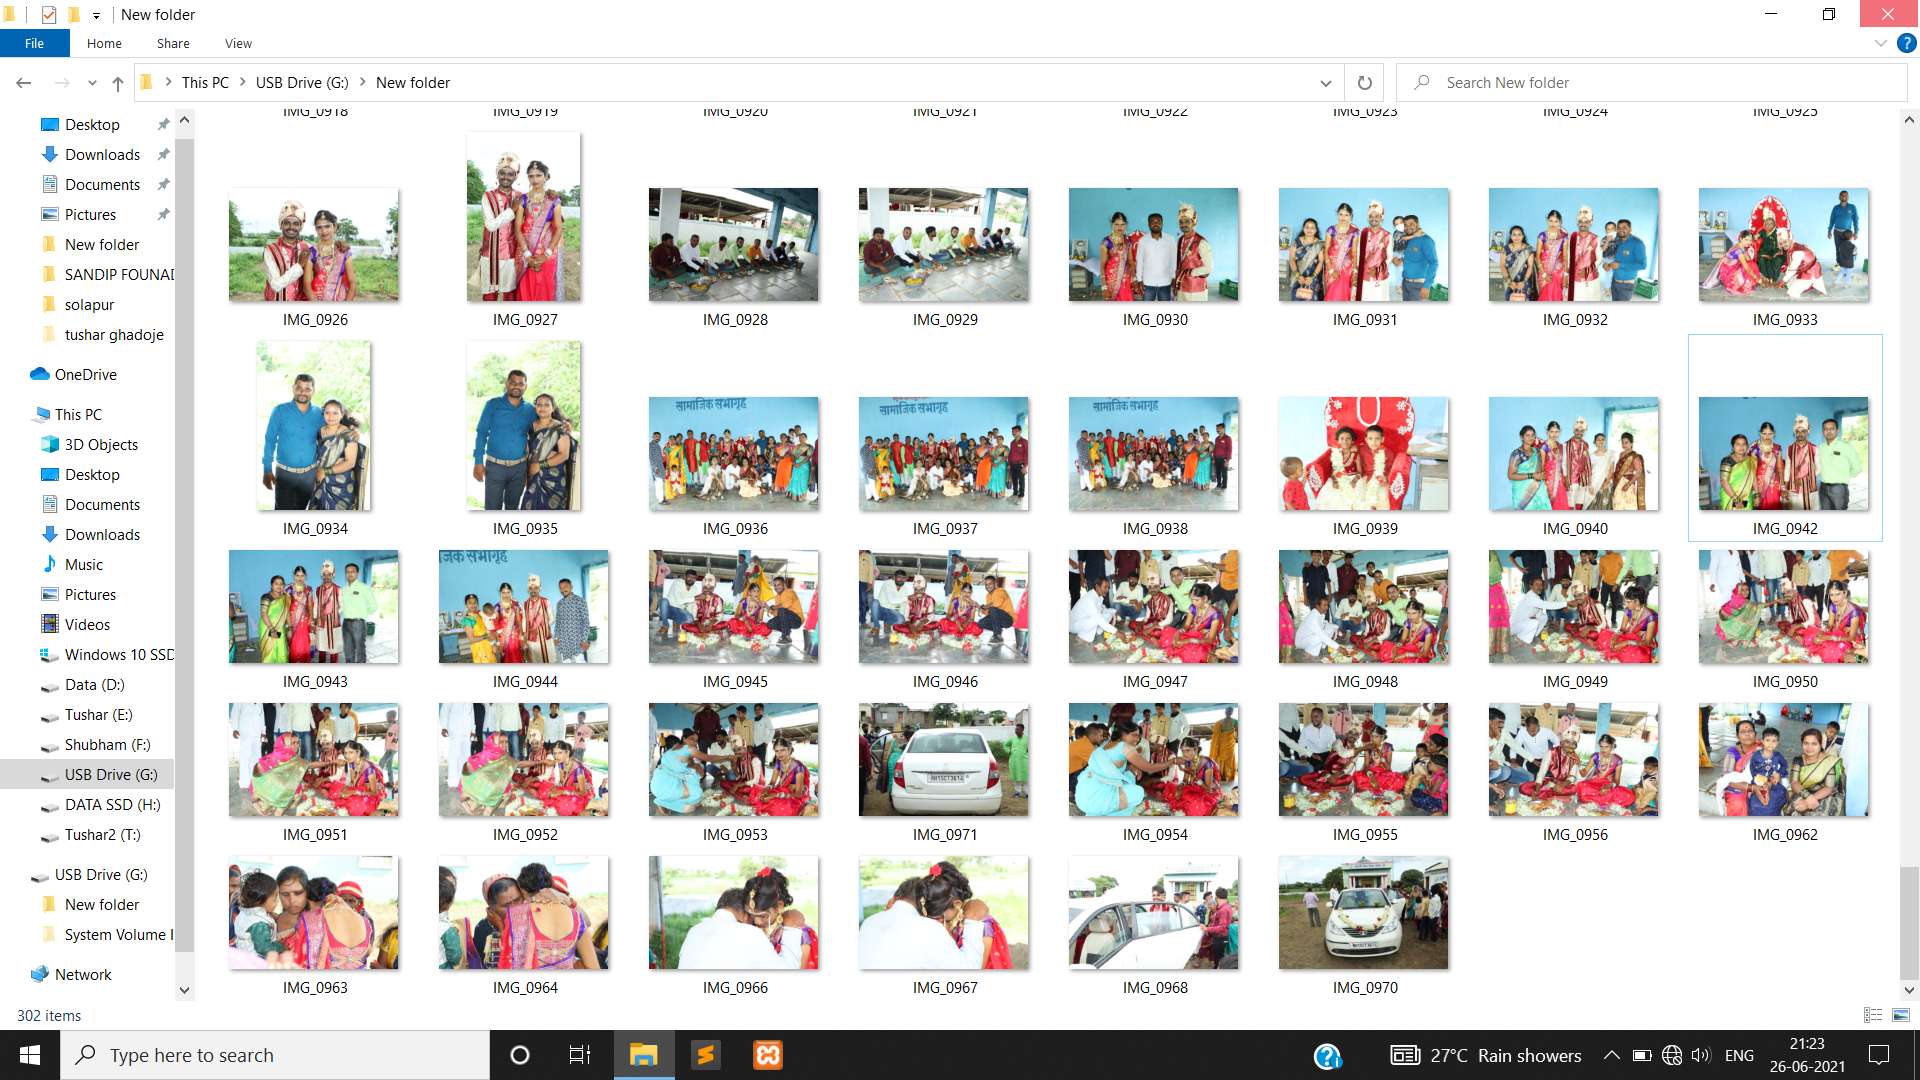 New folder
File Home Share View
This PC USB Drive (G:) New folder
Search New folder
Desktop
Downloads
Documents
Pictures
New folder
SANDIP FOUNAD
solapur
tushar ghadoje
OneDrive
This PC
3D Objects
Desktop
Documents
Downloads
Music
Pictures
Videos
Windows 10 SSD
Data (D:)
Tushar (E:)
Shubham (F:)
USB Drive (G:)
DATA SSD (H:)
Tushar2 (T:)
USB Drive (G:)
New folder
System Volume I
Network
IMG_0918 IMG_0919 IMG_0920 IMG_0921 IMG_0922 IMG_0923 IMG_0924 IMG_0925
IMG_0926 IMG_0927 IMG_0928 IMG_0929 IMG_0930 IMG_0931 IMG_0932 IMG_0933
सामाजिक सभागृह सामाजिक सभागृह सामाजिक सभागृह
IMG_0934 IMG_0935 IMG_0936 IMG_0937 IMG_0938 IMG_0939 IMG_0940 IMG_0942
IMG_0943 IMG_0944 IMG_0945 IMG_0946 IMG_0947 IMG_0948 IMG_0949 IMG_0950
IMG_0951 IMG_0952 IMG_0953 IMG_0971 IMG_0954 IMG_0955 IMG_0956 IMG_0962
IMG_0963 IMG_0964 IMG_0966 IMG_0967 IMG_0968 IMG_0970
302 items
Type here to search
27°C Rain showers
ENG
21:23
26-06-2021